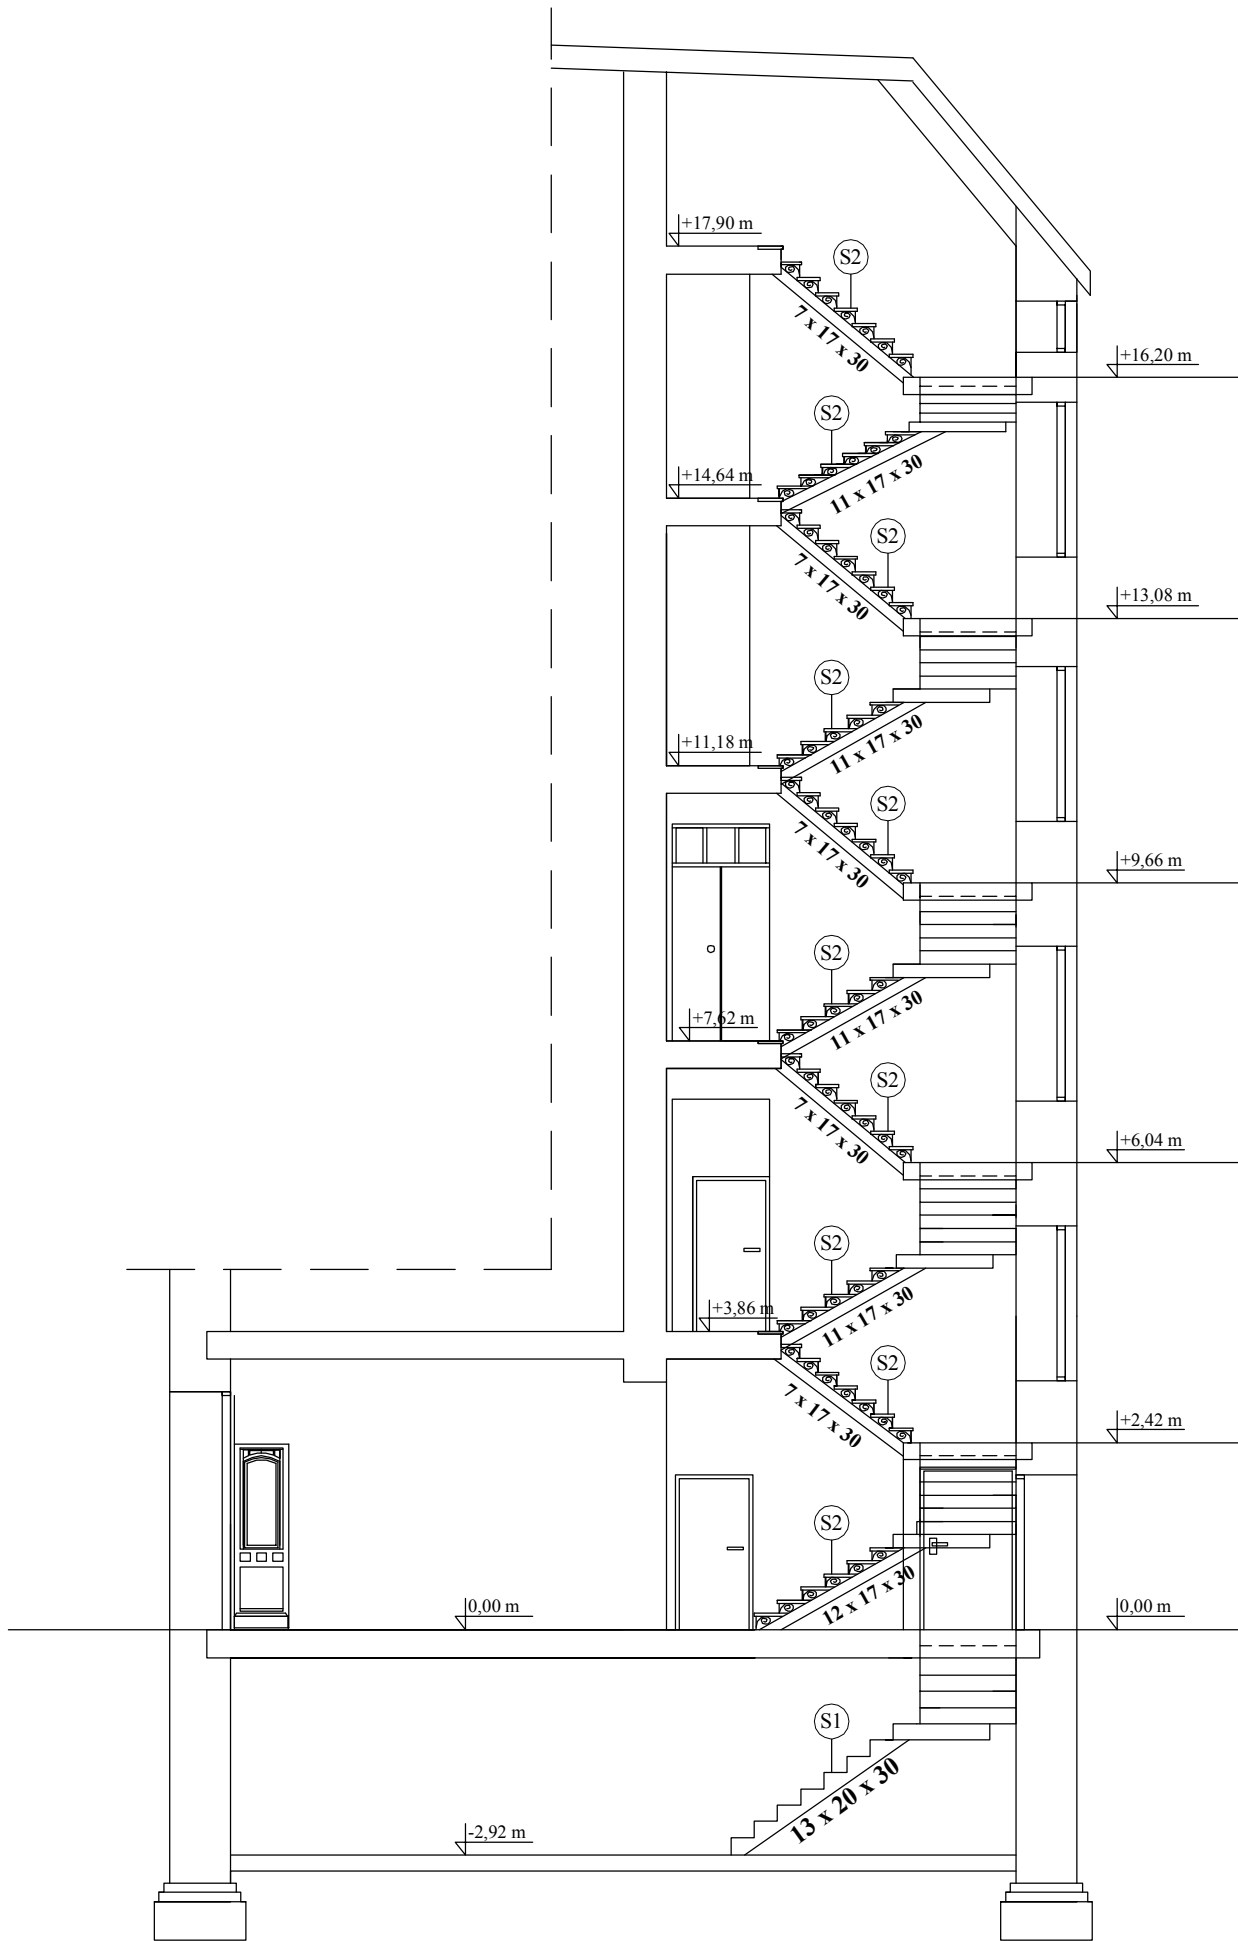 +17,90 m
S2
7 x 17 x 30
+16,20 m
S2
+14,64 m
11 x 17 x 30
S2
7 x 17 x 30
+13,08 m
S2
+11,18 m
11 x 17 x 30
S2
7 x 17 x 30
+9,66 m
S2
+7,62 m
11 x 17 x 30
S2
7 x 17 x 30
+6,04 m
S2
+3,86 m
11 x 17 x 30
S2
7 x 17 x 30
+2,42 m
S2
12 x 17 x 30
0,00 m
0,00 m
S1
13 x 20 x 30
-2,92 m